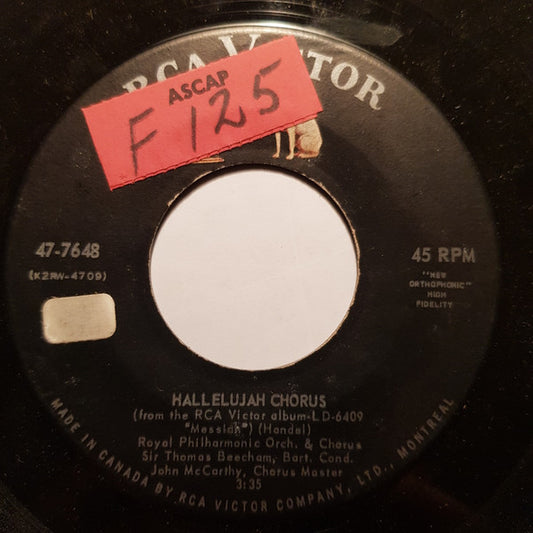 RCA VICTOR
ASCAP
F 125
47-7648
(K2RW-4709)
45 RPM
"NEW
ORTHOPHONIC"
HIGH
FIDELITY
HALLELUJAH CHORUS
(from the RCA Victor album-LD-6409
"Messiah") (Handel)
Royal Philharmonic Orch. & Chorus
Sir Thomas Beecham, Bart. Cond.
John McCarthy, Chorus Master
3:35
MADE IN CANADA BY RCA VICTOR COMPANY, LTD., MONTREAL